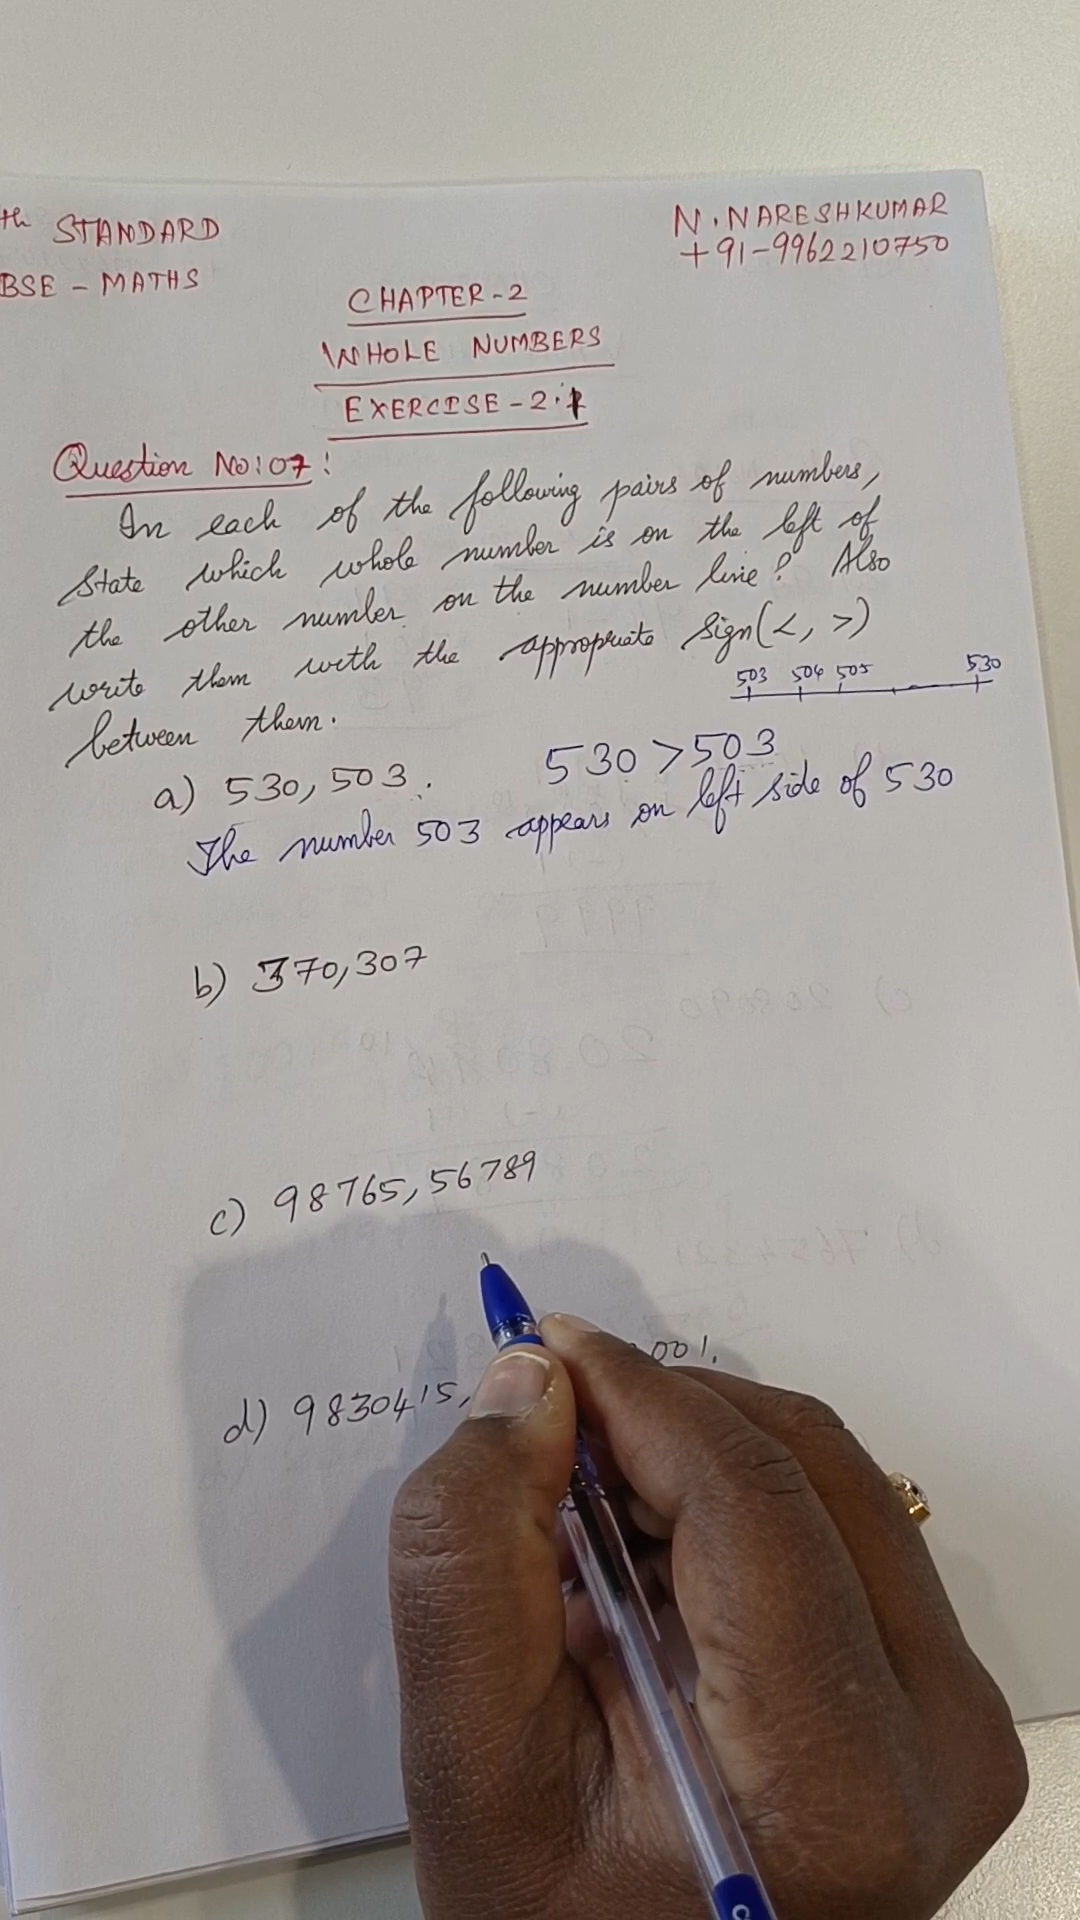 th STANDARD
BSE - MATHS
N. NARESHKUMAR
+91-9962210750
CHAPTER-2
WHOLE NUMBERS
EXERCISE-2.1
Question No:07:
In each of the following pairs of numbers,
State which whole number is on the left of
the other number on the number line? Also
write them with the appropriate sign(<, >)
between them.
503 504 505 530
a) 530, 503. 530 > 503
The number 503 appears on left side of 530
b) 370, 307
c) 98765, 56789
d) 9830415, 001.